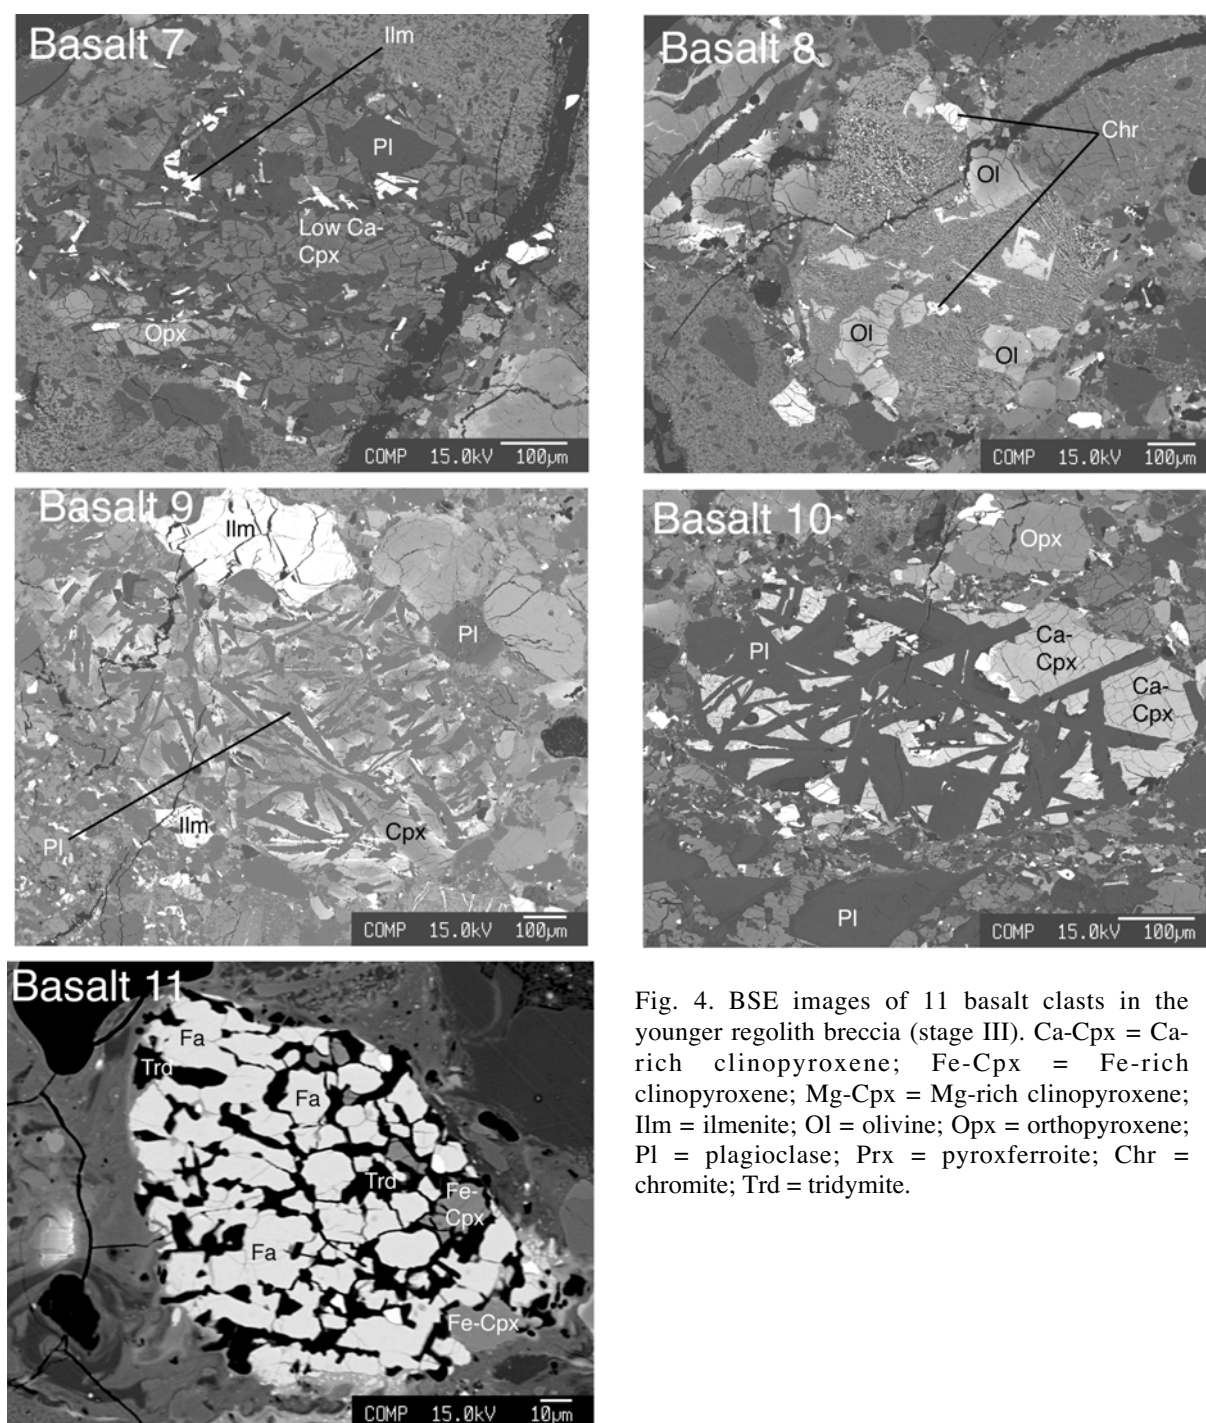 Basalt 7
Ilm
Pl
Low Ca-
Cpx
Opx
COMP 15.0kV 100µm
Basalt 8
Chr
Ol
Ol
Ol
COMP 15.0kV 100µm
Basalt 9
Ilm
Pl
Ilm
Cpx
Pl
COMP 15.0kV 100µm
Basalt 10
Opx
Ca-
Cpx
Pl
Ca-
Cpx
Pl
COMP 15.0kV 100µm
Basalt 11
Fa
Trd
Fa
Trd
Fe-
Cpx
Fa
Fe-Cpx
COMP 15.0kV 10µm
Fig. 4. BSE images of 11 basalt clasts in the
younger regolith breccia (stage III). Ca-Cpx = Ca-
rich clinopyroxene; Fe-Cpx = Fe-rich
clinopyroxene; Mg-Cpx = Mg-rich clinopyroxene;
Ilm = ilmenite; Ol = olivine; Opx = orthopyroxene;
Pl = plagioclase; Prx = pyroxferroite; Chr =
chromite; Trd = tridymite.